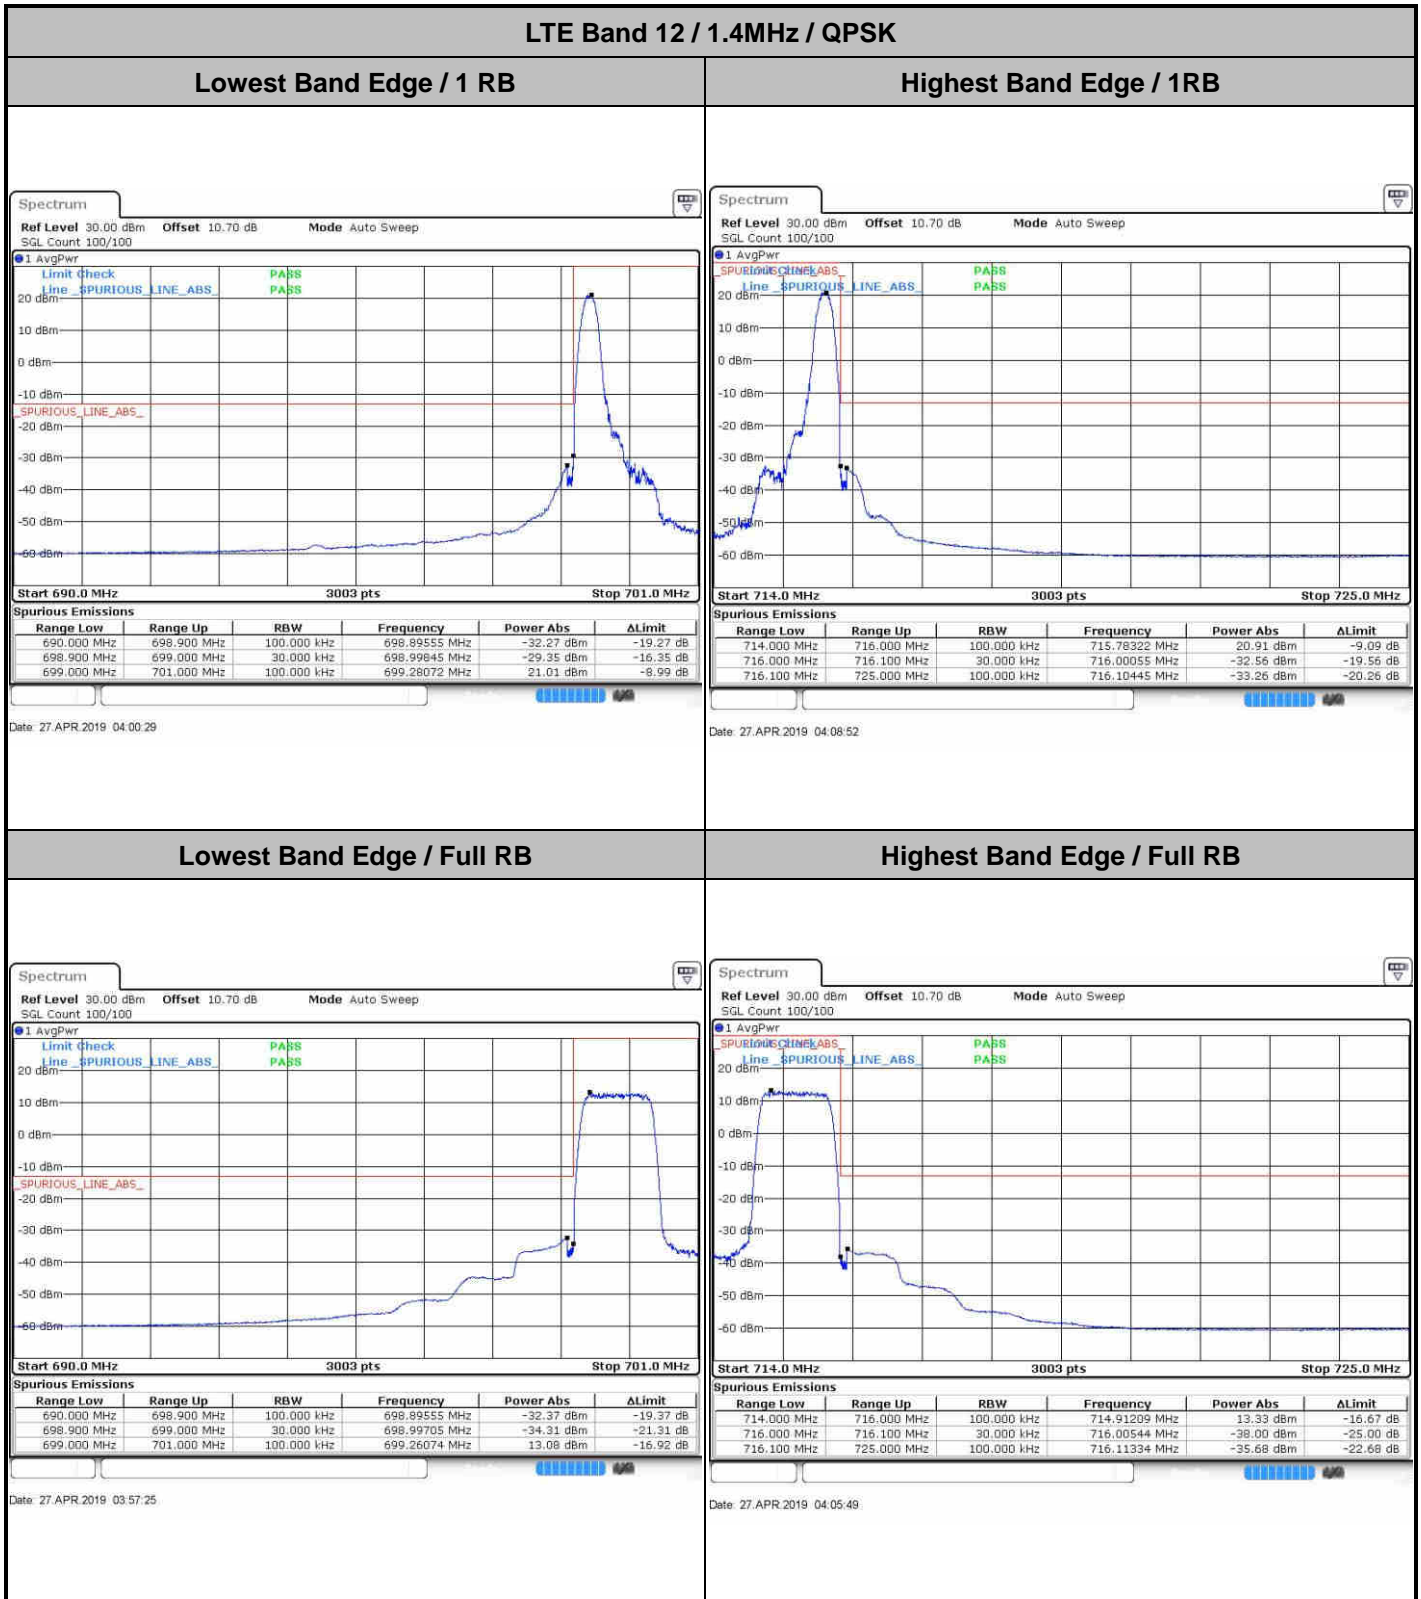 LTE Band 12 / 1.4MHz / QPSK
Lowest Band Edge / 1 RB
Highest Band Edge / 1RB
Spectrum
Ref Level 30.00 dBm Offset 10.70 dB Mode Auto Sweep
SGL Count 100/100
1 AvgPwr
Limit Check PASS
Line _SPURIOUS_LINE_ABS_ PASS
20 dBm
10 dBm
0 dBm
-10 dBm
_SPURIOUS_LINE_ABS_
-20 dBm
-30 dBm
-40 dBm
-50 dBm
-60 dBm
Start 690.0 MHz 3003 pts Stop 701.0 MHz
Spurious Emissions
Range Low Range Up RBW Frequency Power Abs ΔLimit
690.000 MHz 698.900 MHz 100.000 kHz 698.89555 MHz -32.27 dBm -19.27 dB
698.900 MHz 699.000 MHz 30.000 kHz 698.99845 MHz -29.35 dBm -16.35 dB
699.000 MHz 701.000 MHz 100.000 kHz 699.28072 MHz 21.01 dBm -8.99 dB
Date: 27.APR.2019 04:00:29
Spectrum
Ref Level 30.00 dBm Offset 10.70 dB Mode Auto Sweep
SGL Count 100/100
1 AvgPwr
_SPURIOUS_LINE_ABS_
Limit Check PASS
Line _SPURIOUS_LINE_ABS_ PASS
20 dBm
10 dBm
0 dBm
-10 dBm
-20 dBm
-30 dBm
-40 dBm
-50 dBm
-60 dBm
Start 714.0 MHz 3003 pts Stop 725.0 MHz
Spurious Emissions
Range Low Range Up RBW Frequency Power Abs ΔLimit
714.000 MHz 716.000 MHz 100.000 kHz 715.78322 MHz 20.91 dBm -9.09 dB
716.000 MHz 716.100 MHz 30.000 kHz 716.00055 MHz -32.56 dBm -19.56 dB
716.100 MHz 725.000 MHz 100.000 kHz 716.10445 MHz -33.26 dBm -20.26 dB
Date: 27.APR.2019 04:08:52
Lowest Band Edge / Full RB
Highest Band Edge / Full RB
Spectrum
Ref Level 30.00 dBm Offset 10.70 dB Mode Auto Sweep
SGL Count 100/100
1 AvgPwr
Limit Check PASS
Line _SPURIOUS_LINE_ABS_ PASS
20 dBm
10 dBm
0 dBm
-10 dBm
_SPURIOUS_LINE_ABS_
-20 dBm
-30 dBm
-40 dBm
-50 dBm
-60 dBm
Start 690.0 MHz 3003 pts Stop 701.0 MHz
Spurious Emissions
Range Low Range Up RBW Frequency Power Abs ΔLimit
690.000 MHz 698.900 MHz 100.000 kHz 698.89555 MHz -32.37 dBm -19.37 dB
698.900 MHz 699.000 MHz 30.000 kHz 698.99705 MHz -34.31 dBm -21.31 dB
699.000 MHz 701.000 MHz 100.000 kHz 699.26074 MHz 13.08 dBm -16.92 dB
Date: 27.APR.2019 03:57:25
Spectrum
Ref Level 30.00 dBm Offset 10.70 dB Mode Auto Sweep
SGL Count 100/100
1 AvgPwr
_SPURIOUS_LINE_ABS_
Limit Check PASS
Line _SPURIOUS_LINE_ABS_ PASS
20 dBm
10 dBm
0 dBm
-10 dBm
-20 dBm
-30 dBm
-40 dBm
-50 dBm
-60 dBm
Start 714.0 MHz 3003 pts Stop 725.0 MHz
Spurious Emissions
Range Low Range Up RBW Frequency Power Abs ΔLimit
714.000 MHz 716.000 MHz 100.000 kHz 714.91209 MHz 13.33 dBm -16.67 dB
716.000 MHz 716.100 MHz 30.000 kHz 716.00544 MHz -38.00 dBm -25.00 dB
716.100 MHz 725.000 MHz 100.000 kHz 716.11334 MHz -35.68 dBm -22.68 dB
Date: 27.APR.2019 04:05:49